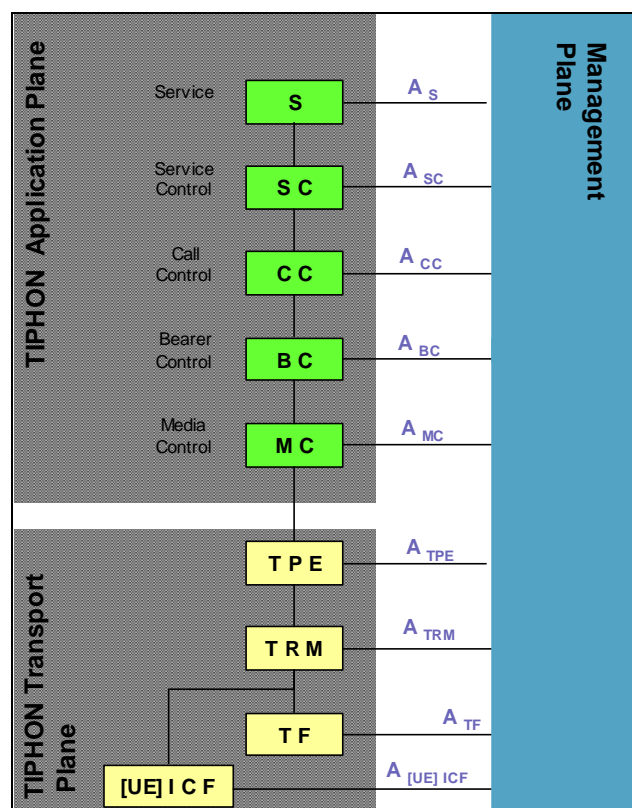 TIPHON Application Plane
Management
Plane
Service
S
A S
Service
Control
S C
A SC
Call
Control
C C
A CC
Bearer
Control
B C
A BC
Media
Control
M C
A MC
TIPHON Transport
Plane
T P E
A TPE
T R M
A TRM
T F
A TF
[UE] I C F
A [UE] ICF